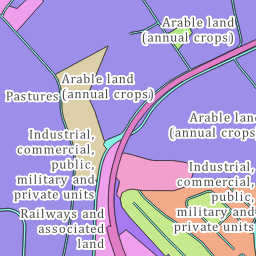 Arable land
(annual crops)
Arable land
(annual crops)
Pastures
Arable land
(annual crops
Industrial,
commercial,
public,
military and
private units
Industrial,
commercial,
public,
military and
private units
Railways and
associated
land